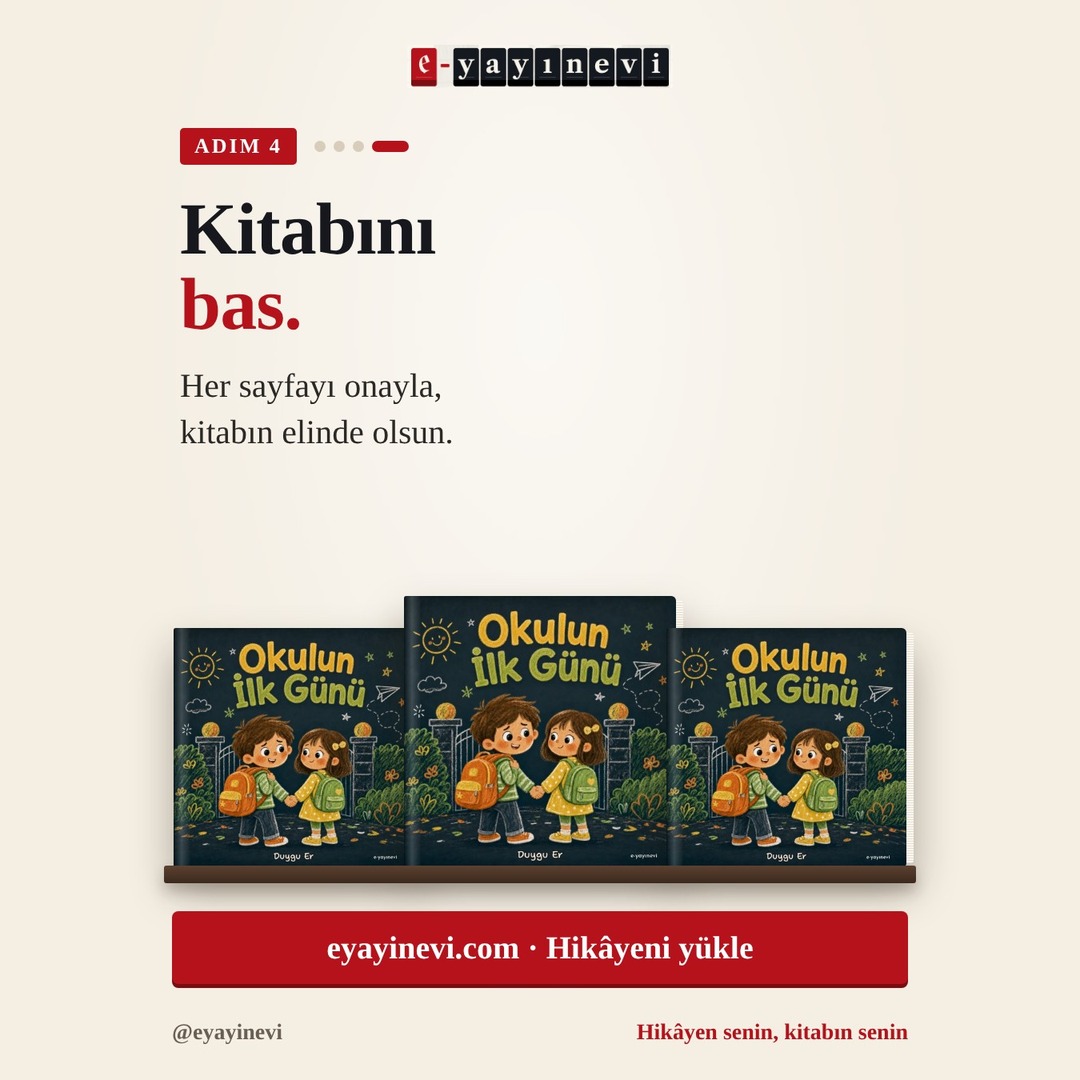 e-yayınevi
ADIM 4
Kitabını
bas.
Her sayfayı onayla,
kitabın elinde olsun.
Okulun
İlk Günü
Duygu Er
e-yayınevi
Okulun
İlk Günü
Duygu Er
e-yayınevi
Okulun
İlk Günü
Duygu Er
e-yayınevi
eyayinevi.com · Hikâyeni yükle
@eyayinevi
Hikâyen senin, kitabın senin